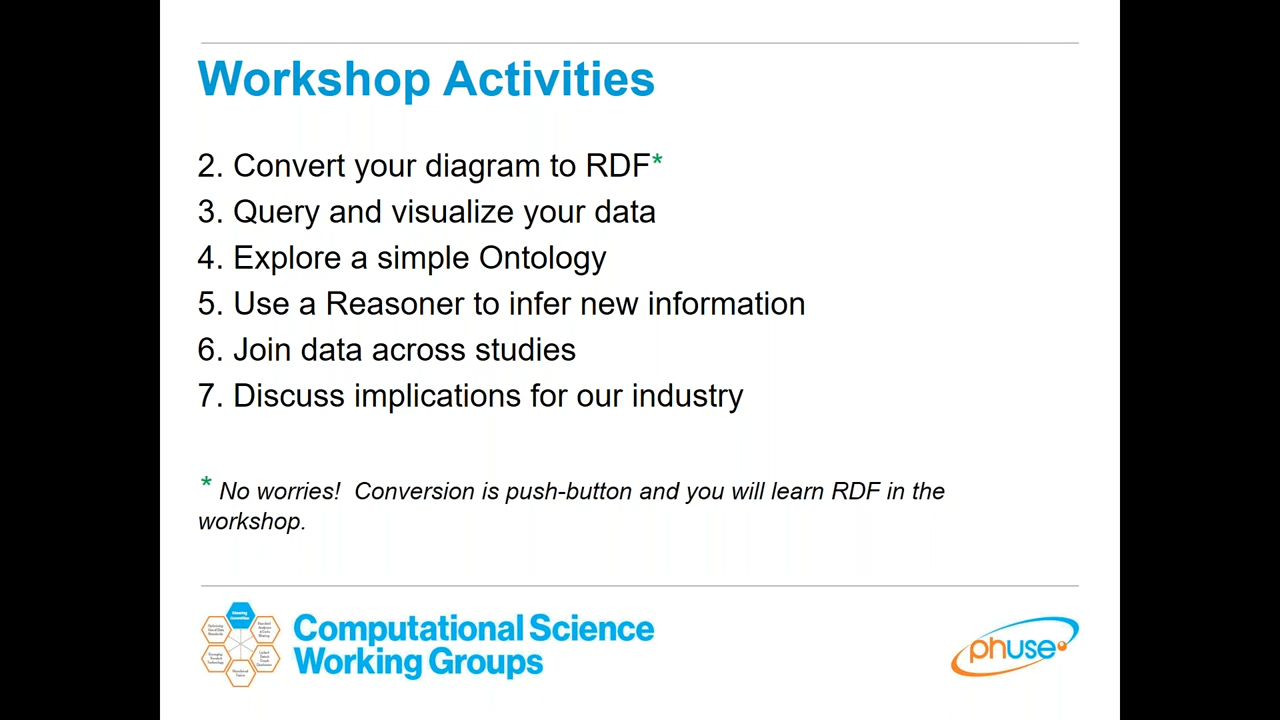 Workshop Activities
2. Convert your diagram to RDF*
3. Query and visualize your data
4. Explore a simple Ontology
5. Use a Reasoner to infer new information
6. Join data across studies
7. Discuss implications for our industry
* No worries!  Conversion is push-button and you will learn RDF in the
workshop.
Computational Science
Working Groups
phuse